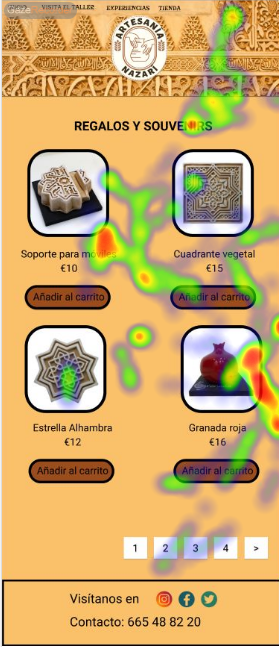 VISITA EL TALLER EXPERIENCIAS TIENDA
ARTESANÍA
NAZARÍ
REGALOS Y SOUVENIRS
Soporte para móviles
€10
Añadir al carrito
Cuadrante vegetal
€15
Añadir al carrito
Estrella Alhambra
€12
Añadir al carrito
Granada roja
€16
Añadir al carrito
1 2 3 4 >
Visítanos en
Contacto: 665 48 82 20